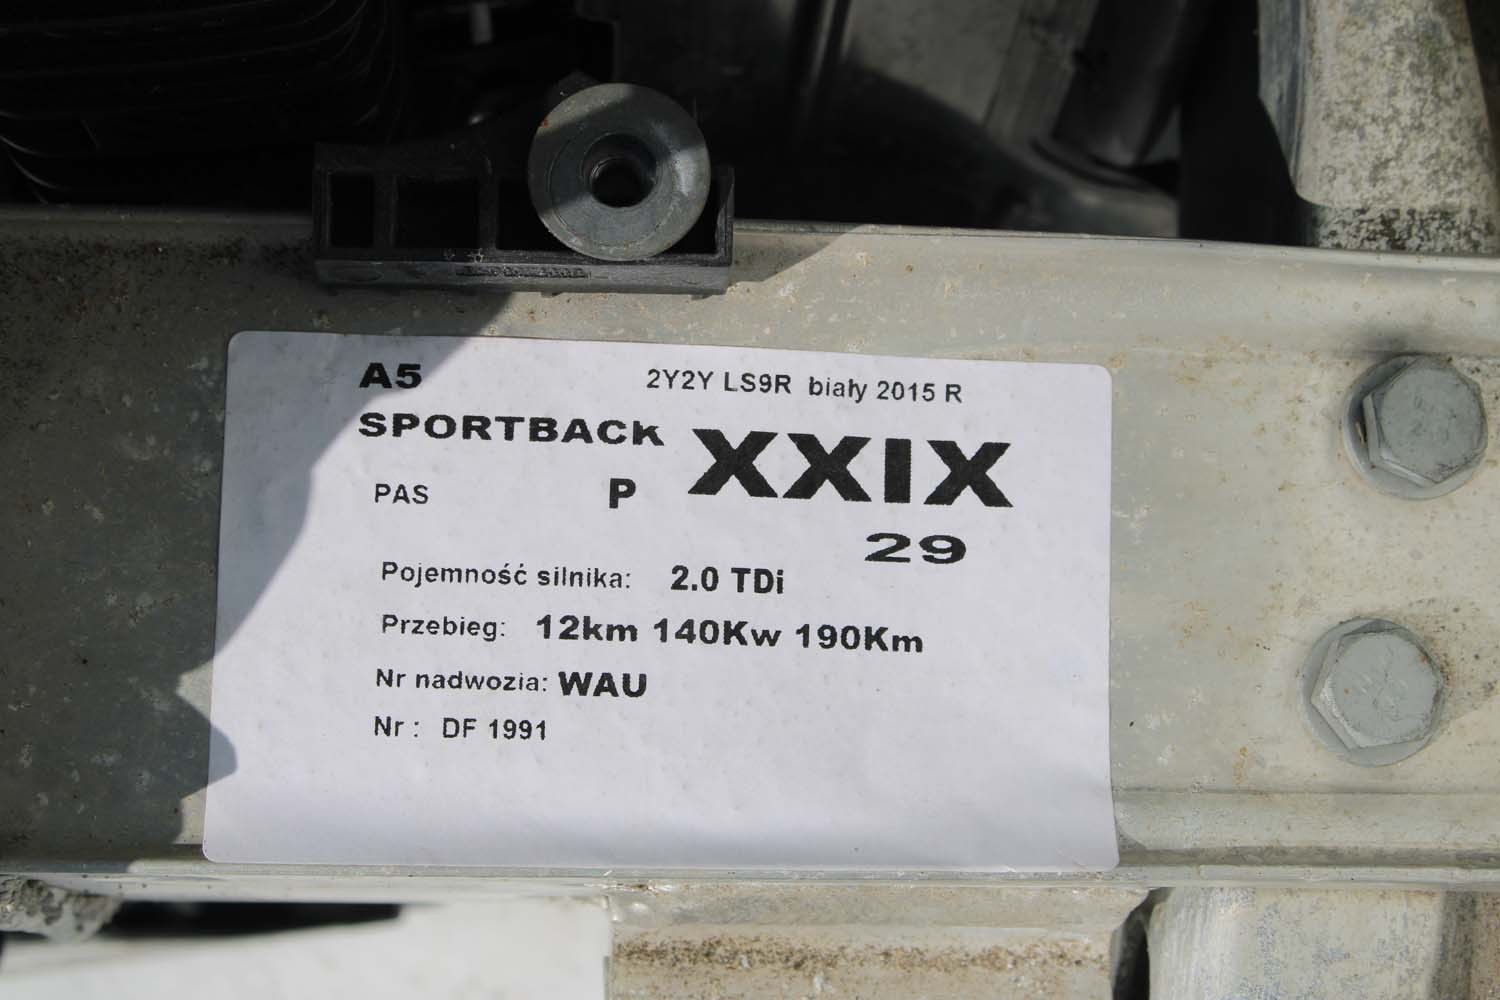 A5 2Y2Y LS9R biały 2015 R
SPORTBACK XXIX
PAS P
29
Pojemność silnika: 2.0 TDi
Przebieg: 12km 140Kw 190Km
Nr nadwozia: WAU
Nr : DF 1991